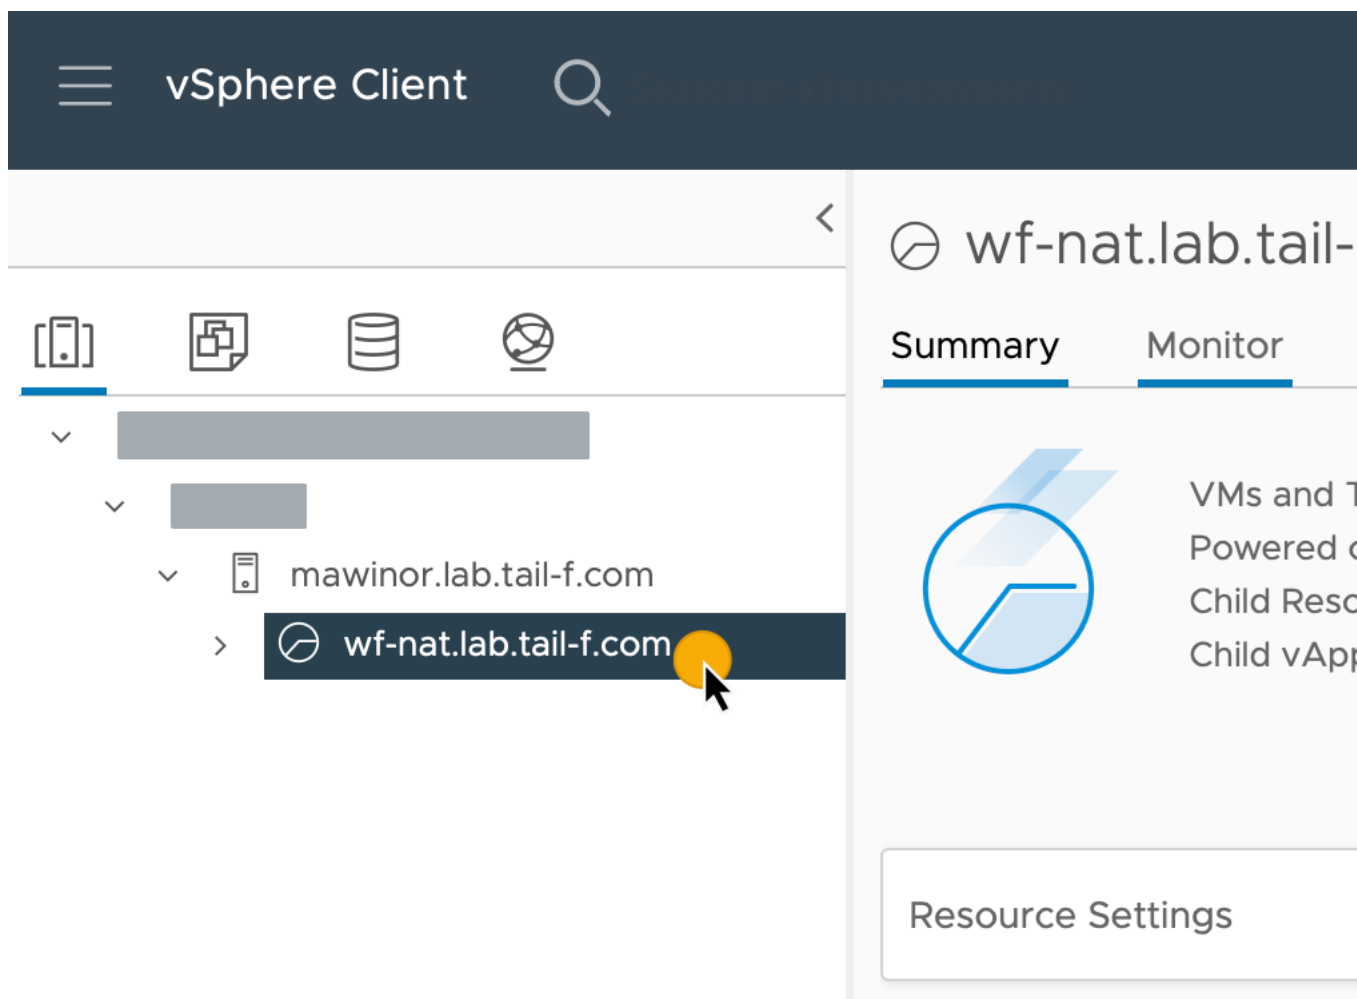 vSphere Client
wf-nat.lab.tail-
Summary Monitor
mawinor.lab.tail-f.com
wf-nat.lab.tail-f.com
VMs and T
Powered o
Child Reso
Child vApp
Resource Settings